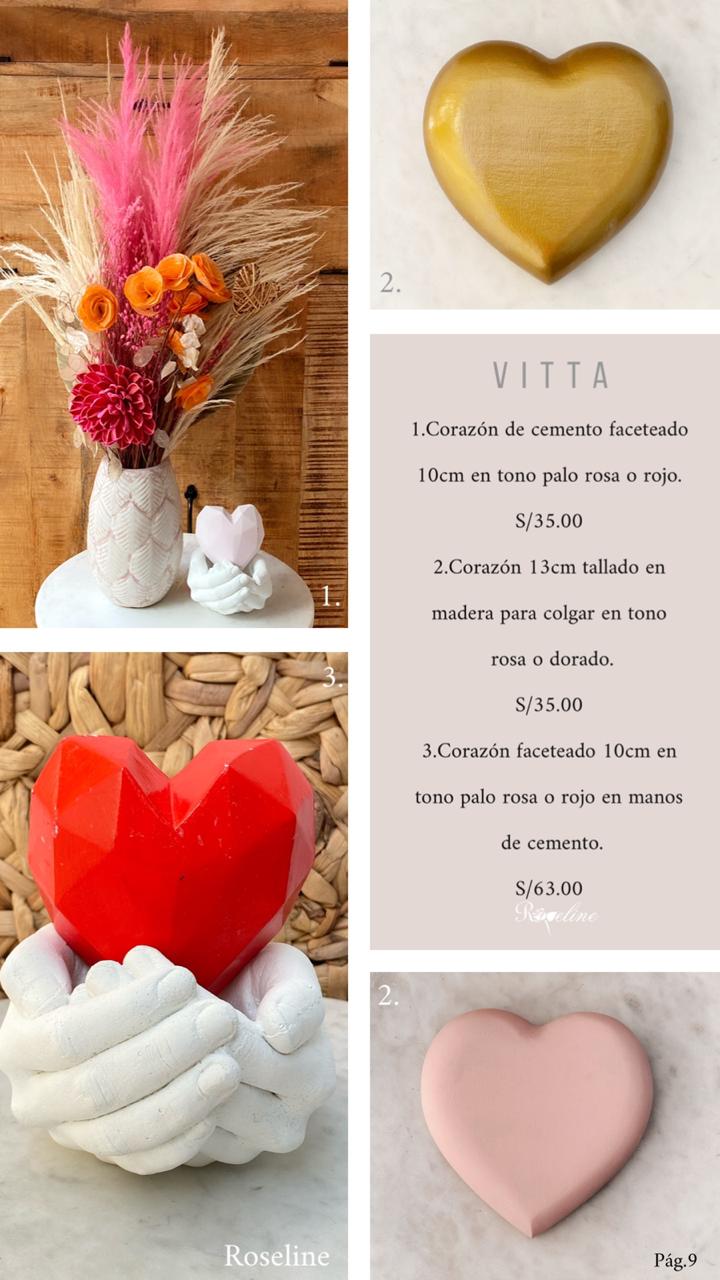 1.
2.
VITTA
1.Corazón de cemento faceteado
10cm en tono palo rosa o rojo.
S/35.00
2.Corazón 13cm tallado en
madera para colgar en tono
rosa o dorado.
S/35.00
3.Corazón faceteado 10cm en
tono palo rosa o rojo en manos
de cemento.
S/63.00
Roseline
3.
Roseline
2.
Pág.9